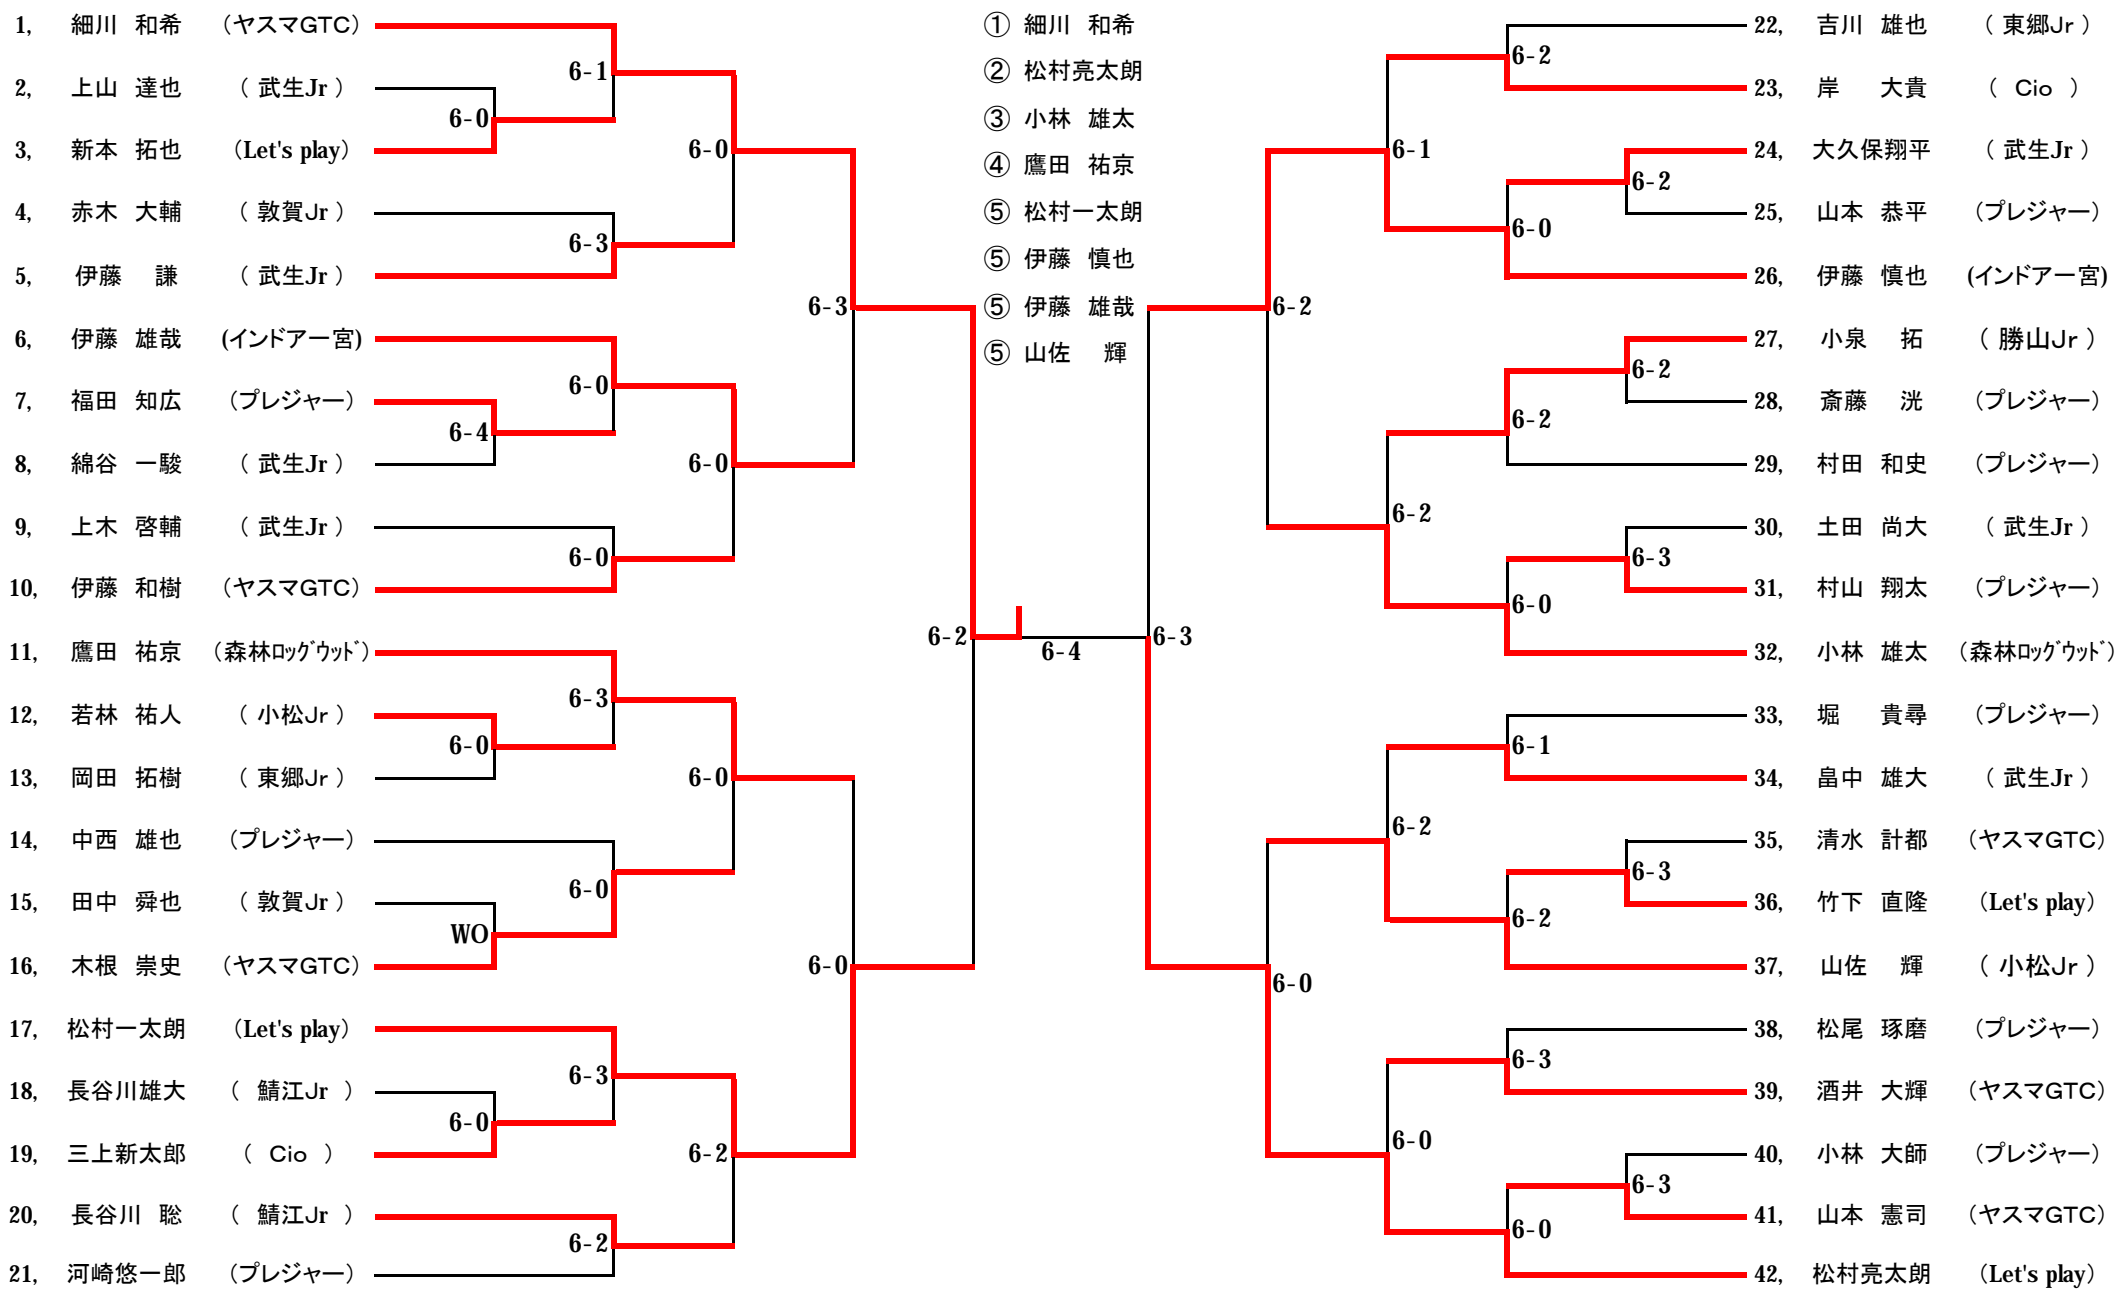 1, 細川 和希 (ヤスマGTC)
2, 上山 達也 ( 武生Jr )
3, 新本 拓也 (Let's play)
4, 赤木 大輔 ( 敦賀Jr )
5, 伊藤 謙 ( 武生Jr )
6, 伊藤 雄哉 (インドアー宮)
7, 福田 知広 (プレジャー)
8, 綿谷 一駿 ( 武生Jr )
9, 上木 啓輔 ( 武生Jr )
10, 伊藤 和樹 (ヤスマGTC)
11, 鷹田 祐京 (森林ロッグウッド)
12, 若林 祐人 ( 小松Jr )
13, 岡田 拓樹 ( 東郷Jr )
14, 中西 雄也 (プレジャー)
15, 田中 舜也 ( 敦賀Jr )
16, 木根 崇史 (ヤスマGTC)
17, 松村一太朗 (Let's play)
18, 長谷川雄大 ( 鯖江Jr )
19, 三上新太郎 ( Cio )
20, 長谷川 聡 ( 鯖江Jr )
21, 河崎悠一郎 (プレジャー)
6-0
6-4
6-0
WO
6-0
6-1
6-3
6-0
6-0
6-3
6-0
6-3
6-2
6-0
6-0
6-0
6-2
6-3
6-0
6-2
6-4
① 細川 和希
② 松村亮太朗
③ 小林 雄太
④ 鷹田 祐京
⑤ 松村一太朗
⑤ 伊藤 慎也
⑤ 伊藤 雄哉
⑤ 山佐 輝
6-3
6-2
6-0
6-1
6-2
6-2
6-0
6-2
6-0
6-2
6-0
6-1
6-2
6-3
6-0
6-2
6-2
6-3
6-3
6-3
22, 吉川 雄也 ( 東郷Jr )
23, 岸 大貴 ( Cio )
24, 大久保翔平 ( 武生Jr )
25, 山本 恭平 (プレジャー)
26, 伊藤 慎也 (インドアー宮)
27, 小泉 拓 ( 勝山Jr )
28, 斎藤 洸 (プレジャー)
29, 村田 和史 (プレジャー)
30, 土田 尚大 ( 武生Jr )
31, 村山 翔太 (プレジャー)
32, 小林 雄太 (森林ロッグウッド)
33, 堀 貴尋 (プレジャー)
34, 畠中 雄大 ( 武生Jr )
35, 清水 計都 (ヤスマGTC)
36, 竹下 直隆 (Let's play)
37, 山佐 輝 ( 小松Jr )
38, 松尾 琢磨 (プレジャー)
39, 酒井 大輝 (ヤスマGTC)
40, 小林 大師 (プレジャー)
41, 山本 憲司 (ヤスマGTC)
42, 松村亮太朗 (Let's play)